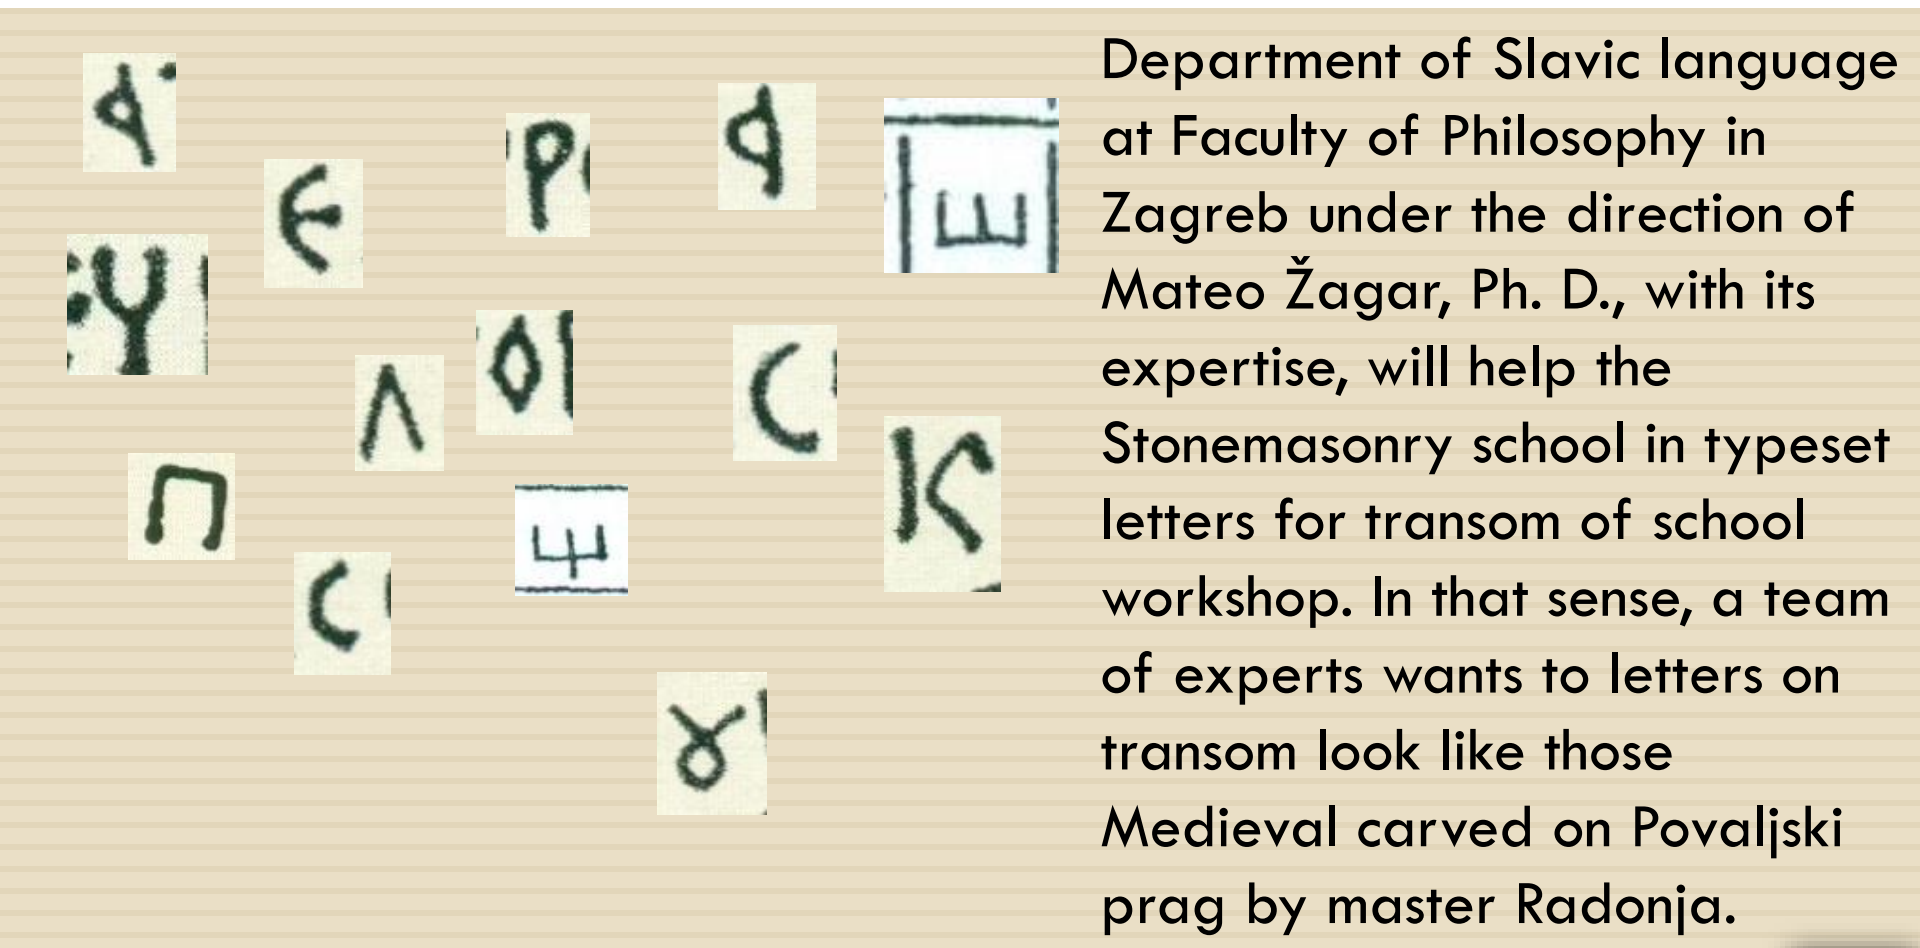 Department of Slavic language
at Faculty of Philosophy in
Zagreb under the direction of
Mateo Žagar, Ph. D., with its
expertise, will help the
Stonemasonry school in typeset
letters for transom of school
workshop. In that sense, a team
of experts wants to letters on
transom look like those
Medieval carved on Povaljski
prag by master Radonja.